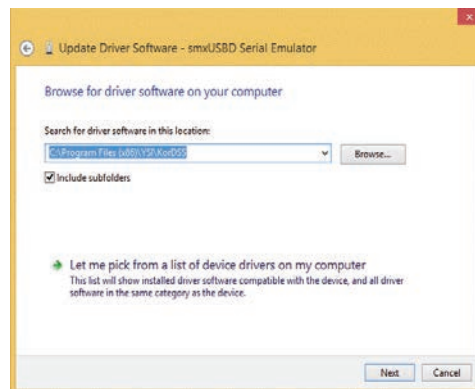 Update Driver Software - smxUSBD Serial Emulator
Browse for driver software on your computer
Search for driver software in this location:
C:\Program Files (x86)\YSI\KorDSS
Browse...
Include subfolders
Let me pick from a list of device drivers on my computer
This list will show installed driver software compatible with the device, and all driver
software in the same category as the device.
Next Cancel